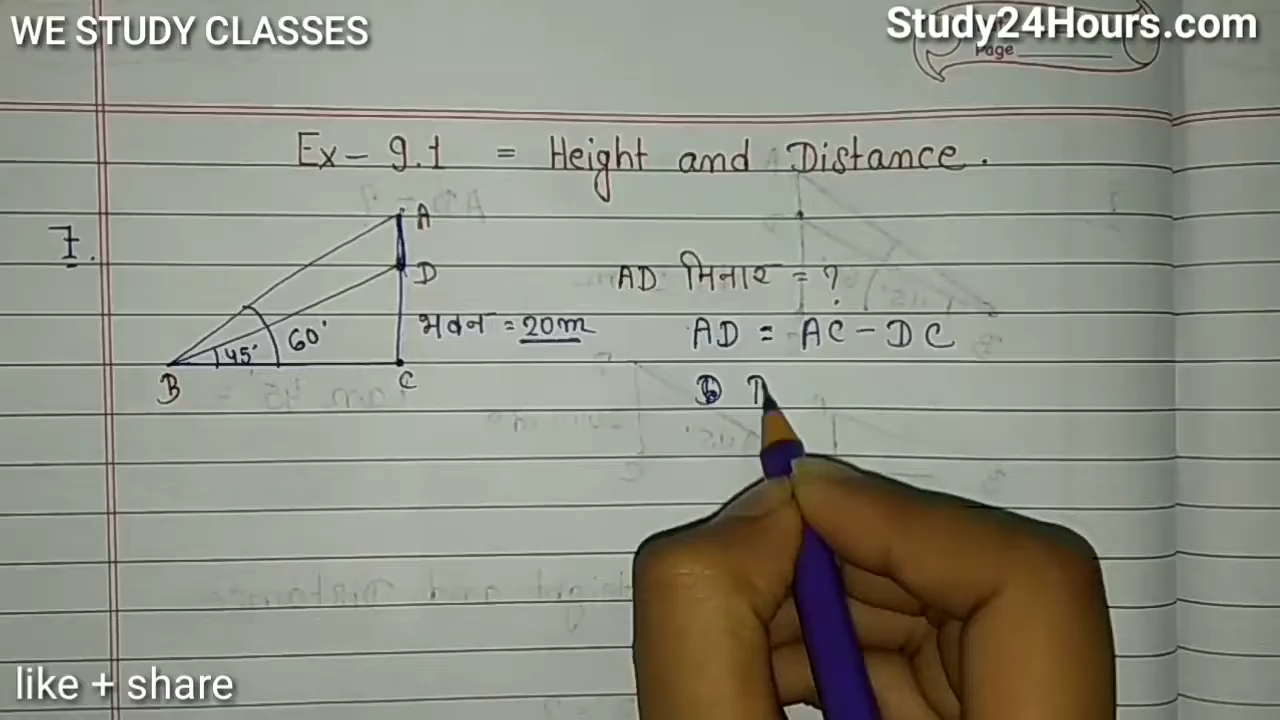 WE STUDY CLASSES
Study24Hours.com
Page
Ex - 9.1 = Height and Distance.
7.
A
D
AD मिनार = ?
60°
भवन = 20m
AD = AC - DC
45°
B
C
like + share